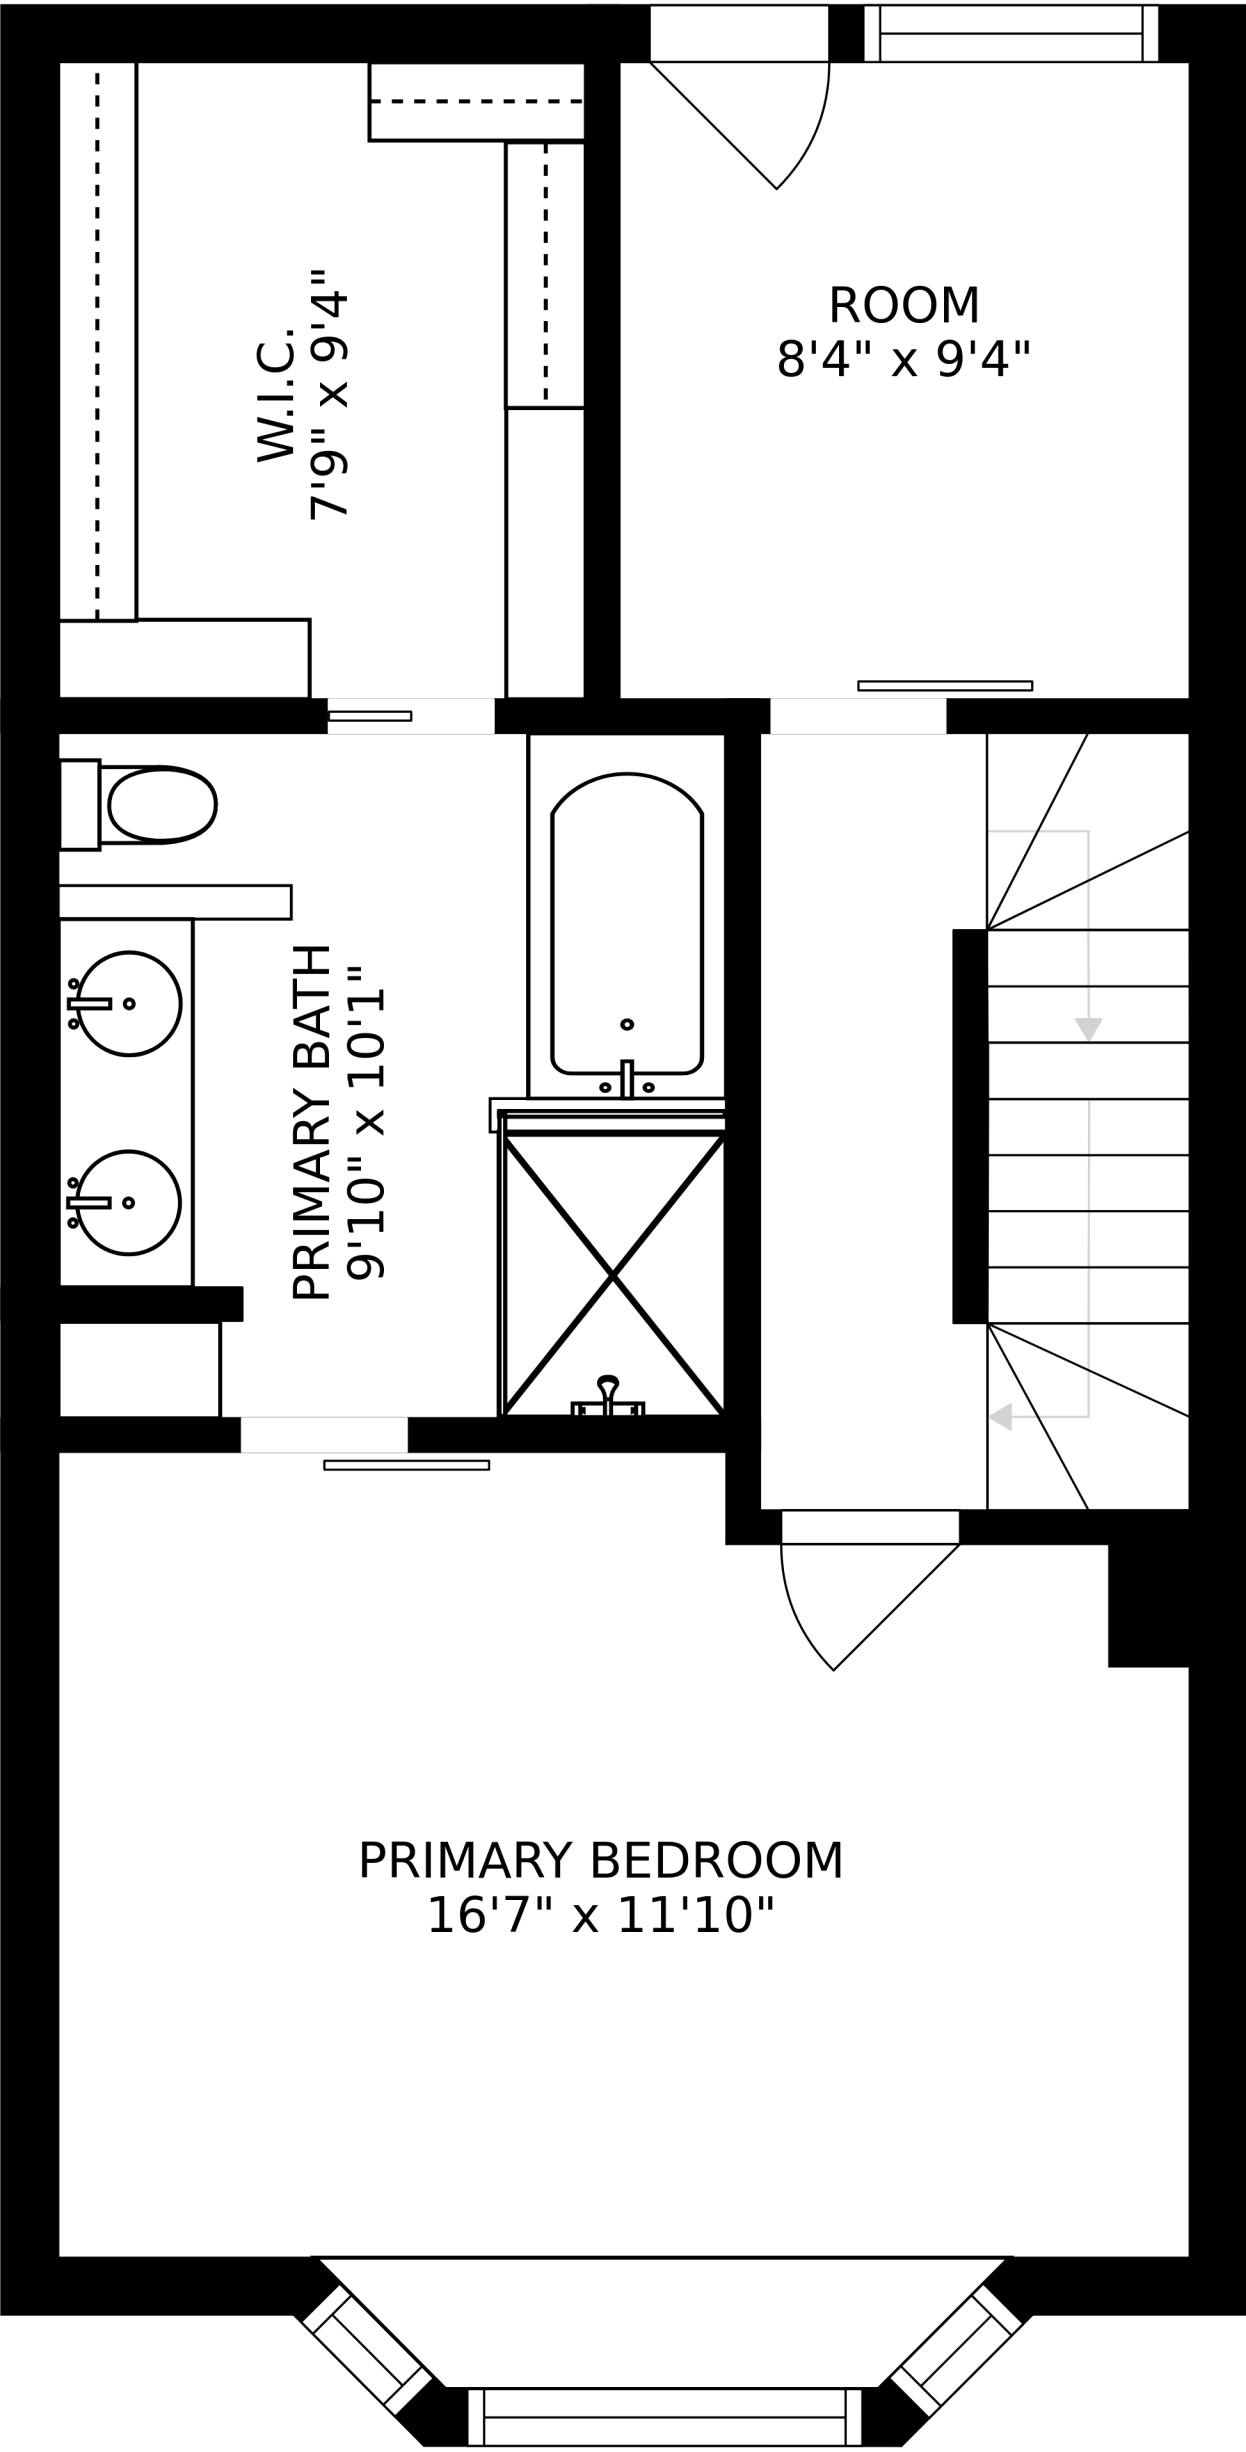 W.I.C.
7'9" x 9'4"
ROOM
8'4" x 9'4"
PRIMARY BATH
9'10" x 10'1"
PRIMARY BEDROOM
16'7" x 11'10"